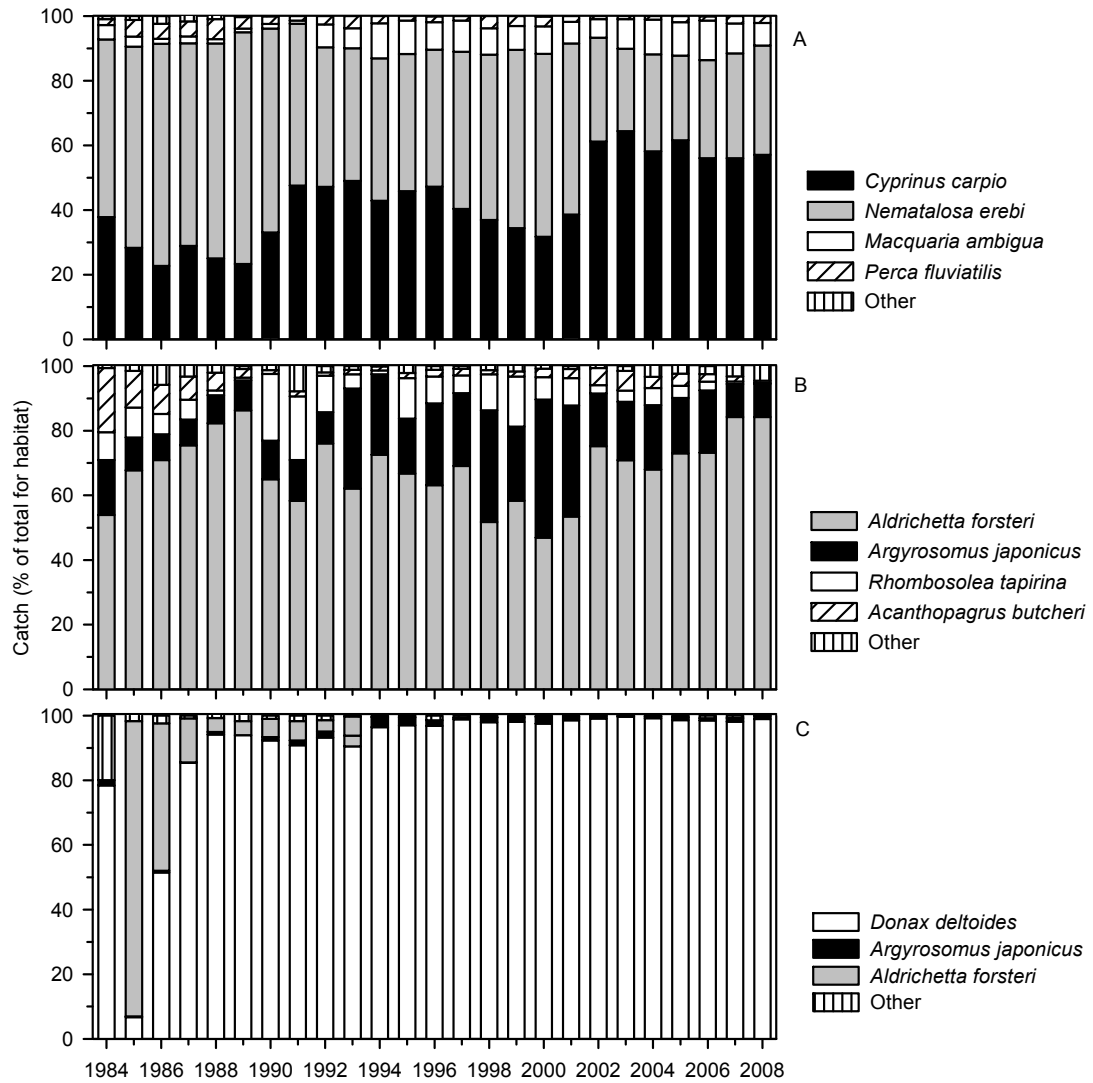 100
80
60
40
20
0
A
Cyprinus carpio
Nematalosa erebi
Macquaria ambigua
Perca fluviatilis
Other
100
80
60
40
20
0
B
Aldrichetta forsteri
Argyrosomus japonicus
Rhombosolea tapirina
Acanthopagrus butcheri
Other
Catch (% of total for habitat)
100
80
60
40
20
0
C
Donax deltoides
Argyrosomus japonicus
Aldrichetta forsteri
Other
1984 1986 1988 1990 1992 1994 1996 1998 2000 2002 2004 2006 2008